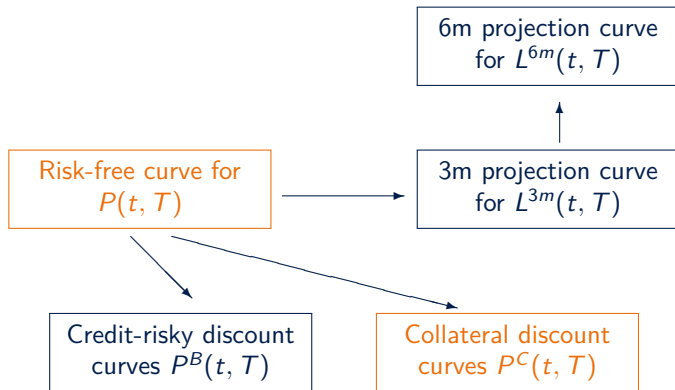 6m projection curve
for L^{6m}(t, T)
Risk-free curve for
P(t, T)
3m projection curve
for L^{3m}(t, T)
Credit-risky discount
curves P^B(t, T)
Collateral discount
curves P^C(t, T)